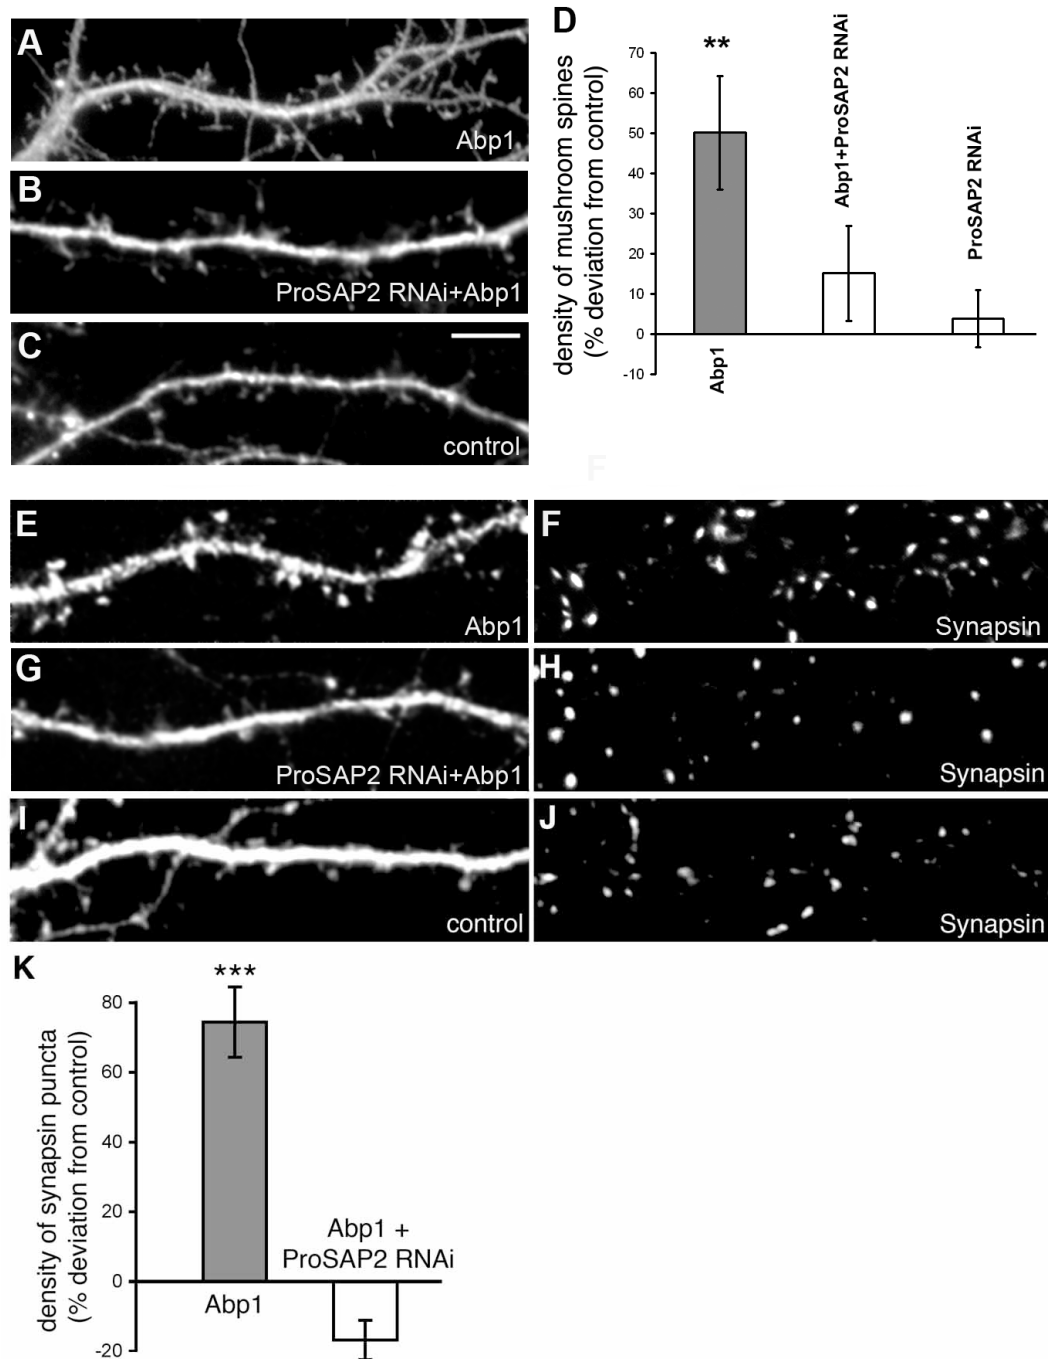 A
Abp1
B
ProSAP2 RNAi+Abp1
C
control
D
density of mushroom spines
(% deviation from control)
70
60
50
40
30
20
10
0
-10
**
Abp1
Abp1+ProSAP2 RNAi
ProSAP2 RNAi
F
E
Abp1
F
Synapsin
G
ProSAP2 RNAi+Abp1
H
Synapsin
I
control
J
Synapsin
K
density of synapsin puncta
(% deviation from control)
80
60
40
20
0
-20
***
Abp1
Abp1 +
ProSAP2 RNAi